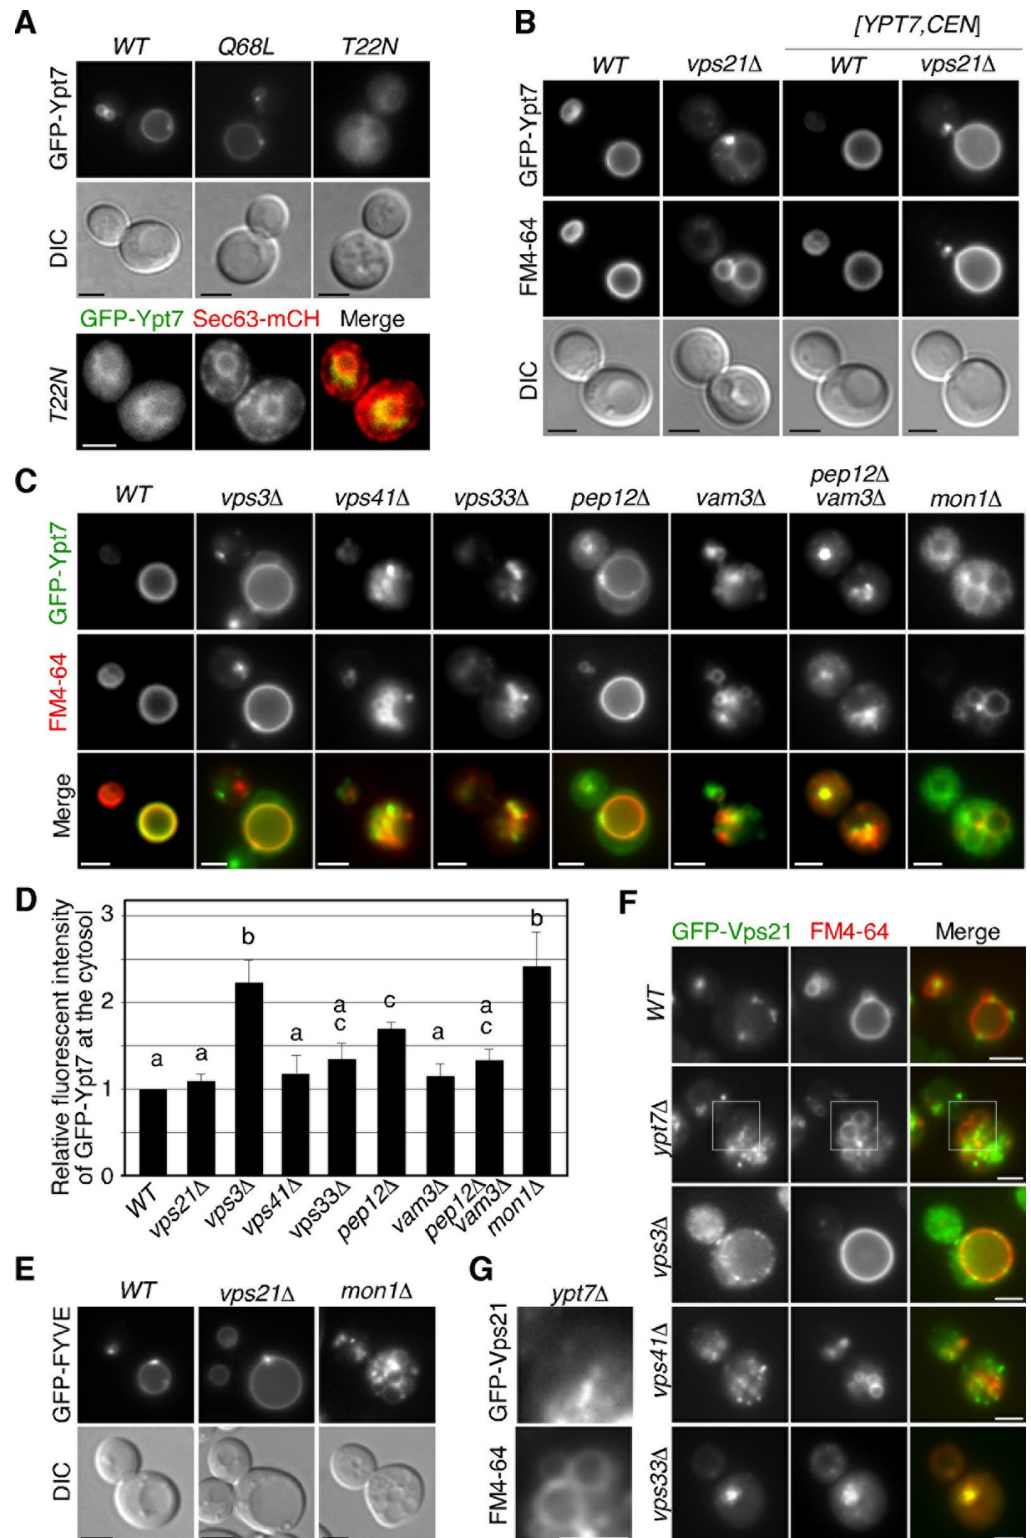 A
WT Q68L T22N
GFP-Ypt7
DIC
GFP-Ypt7 Sec63-mCH Merge
T22N
B
[YPT7,CEN]
WT vps21Δ WT vps21Δ
GFP-Ypt7
FM4-64
DIC
C
WT vps3Δ vps41Δ vps33Δ pep12Δ vam3Δ pep12Δ vam3Δ mon1Δ
GFP-Ypt7
FM4-64
Merge
D
Relative fluorescent intensity
of GFP-Ypt7 at the cytosol
3
2
1
0
a a b a a c c a a c b
WT vps21Δ vps3Δ vps41Δ vps33Δ pep12Δ vam3Δ pep12Δ vam3Δ mon1Δ
E
WT vps21Δ mon1Δ
GFP-FYVE
DIC
G
ypt7Δ
GFP-Vps21
FM4-64
F
GFP-Vps21 FM4-64 Merge
WT
ypt7Δ
vps3Δ
vps41Δ
vps33Δ